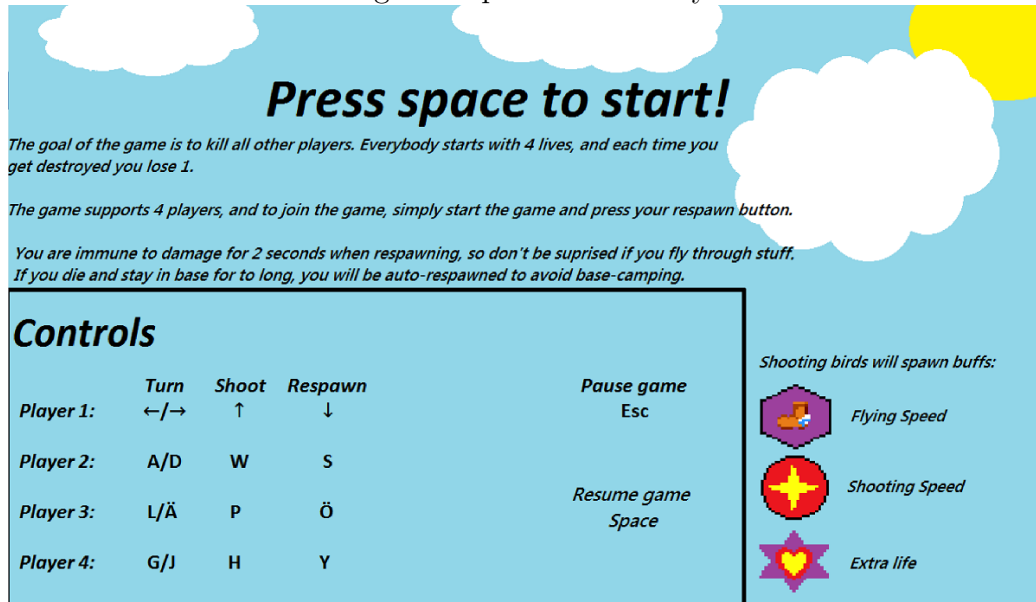 Press space to start!
The goal of the game is to kill all other players. Everybody starts with 4 lives, and each time you
get destroyed you lose 1.
The game supports 4 players, and to join the game, simply start the game and press your respawn button.
You are immune to damage for 2 seconds when respawning, so don't be suprised if you fly through stuff.
If you die and stay in base for to long, you will be auto-respawned to avoid base-camping.
Controls
Turn Shoot Respawn
Player 1: ←/→ ↑ ↓
Player 2: A/D W S
Player 3: L/Ä P Ö
Player 4: G/J H Y
Pause game
Esc
Resume game
Space
Shooting birds will spawn buffs:
Flying Speed
Shooting Speed
Extra life